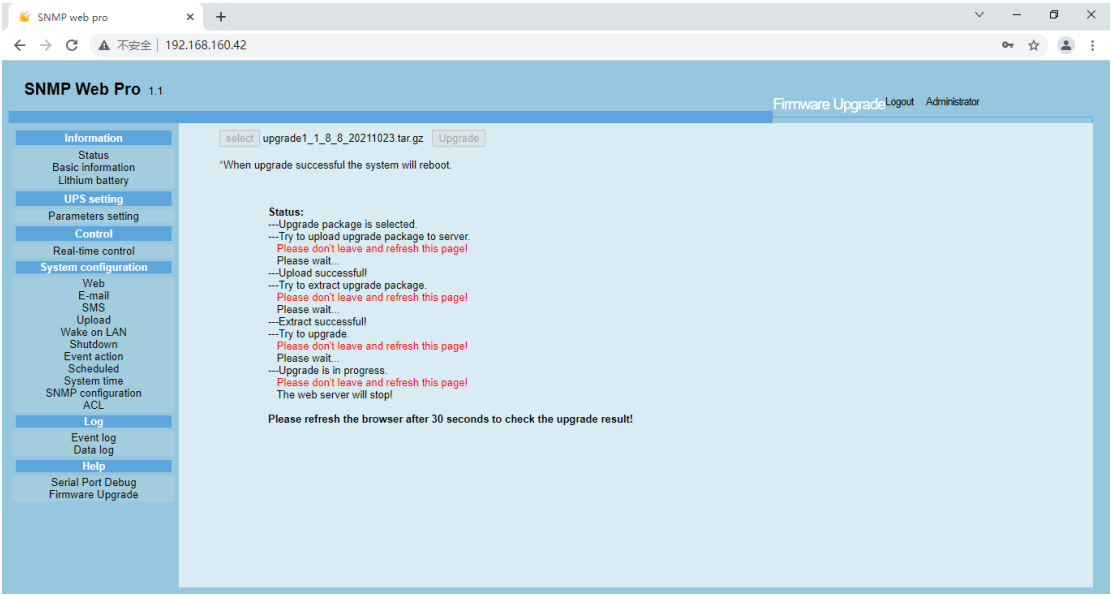 SNMP web pro
不安全 192.168.160.42
SNMP Web Pro 1.1
Firmware Upgrade Logout Administrator
Information
Status
Basic information
Lithium battery
UPS setting
Parameters setting
Control
Real-time control
System configuration
Web
E-mail
SMS
Upload
Wake on LAN
Shutdown
Event action
Scheduled
System time
SNMP configuration
ACL
Log
Event log
Data log
Help
Serial Port Debug
Firmware Upgrade
select upgrade1_1_8_8_20211023.tar.gz Upgrade
*When upgrade successful the system will reboot.
Status:
---Upgrade package is selected.
---Try to upload upgrade package to server.
Please don't leave and refresh this page!
Please wait...
---Upload successful!
---Try to extract upgrade package.
Please don't leave and refresh this page!
Please wait...
---Extract successful!
---Try to upgrade.
Please don't leave and refresh this page!
Please wait...
---Upgrade is in progress.
Please don't leave and refresh this page!
The web server will stop!
Please refresh the browser after 30 seconds to check the upgrade result!